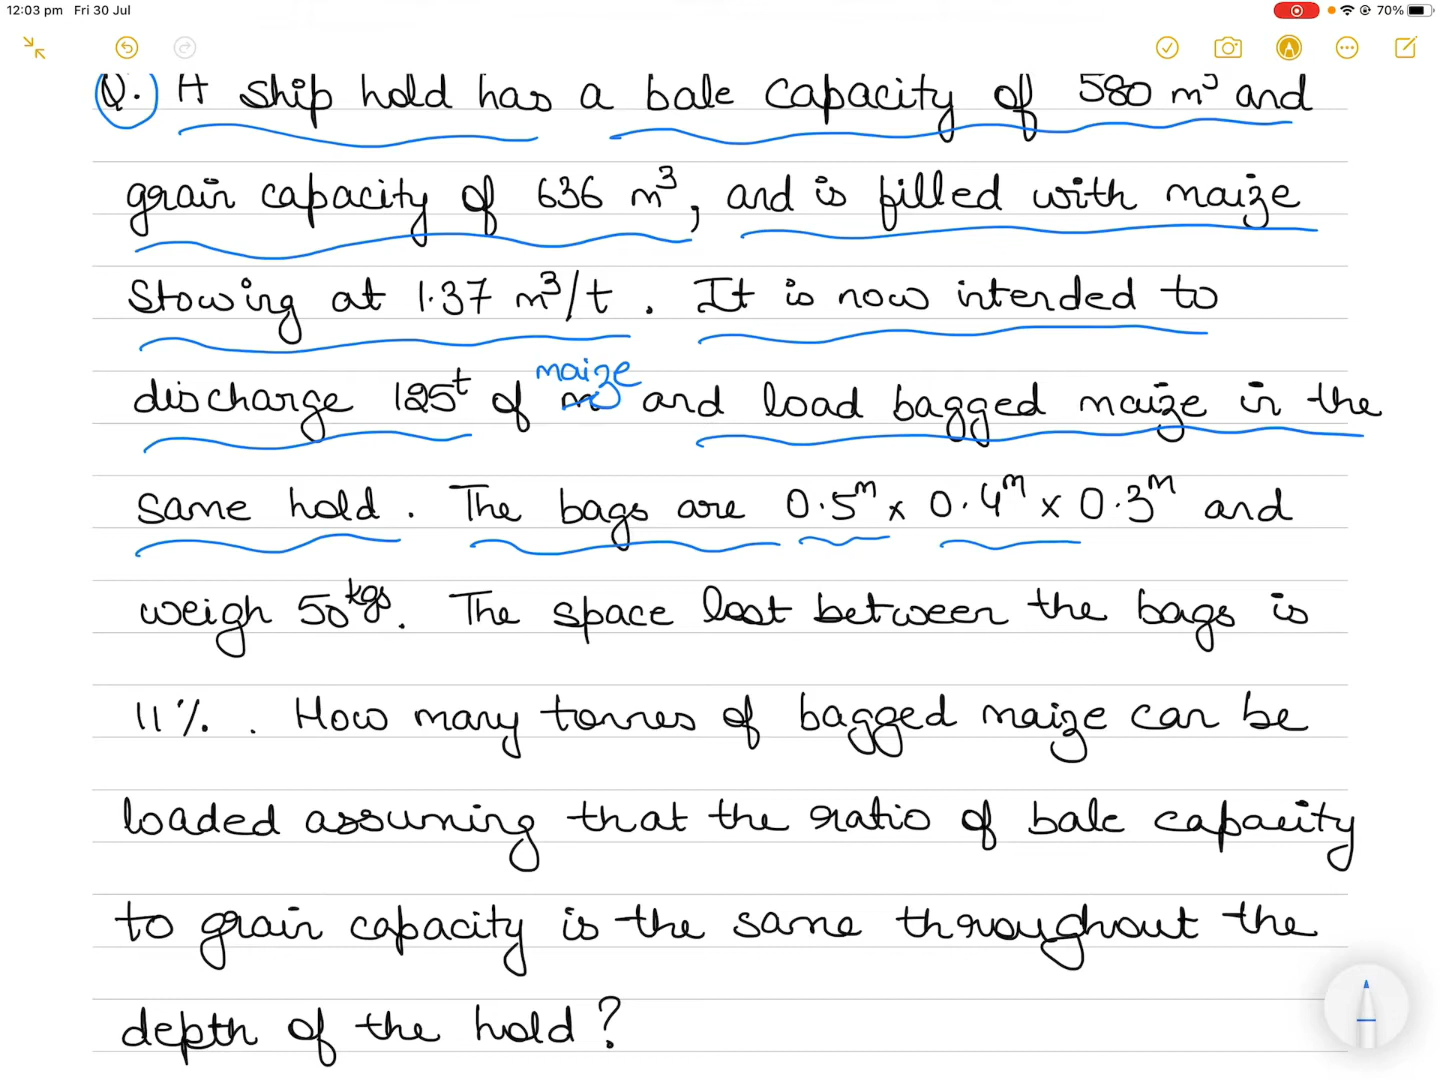 12:03 pm Fri 30 Jul 70%
Q. A ship hold has a bale capacity of 580 m³ and
grain capacity of 636 m³, and is filled with maize
stowing at 1.37 m³/t. It is now intended to
maize
discharge 125t of m and load bagged maize in the
same hold. The bags are 0.5m x 0.4m x 0.3m and
weigh 50kgs. The space lost between the bags is
11%. How many tonnes of bagged maize can be
loaded assuming that the ratio of bale capacity
to grain capacity is the same throughout the
depth of the hold?